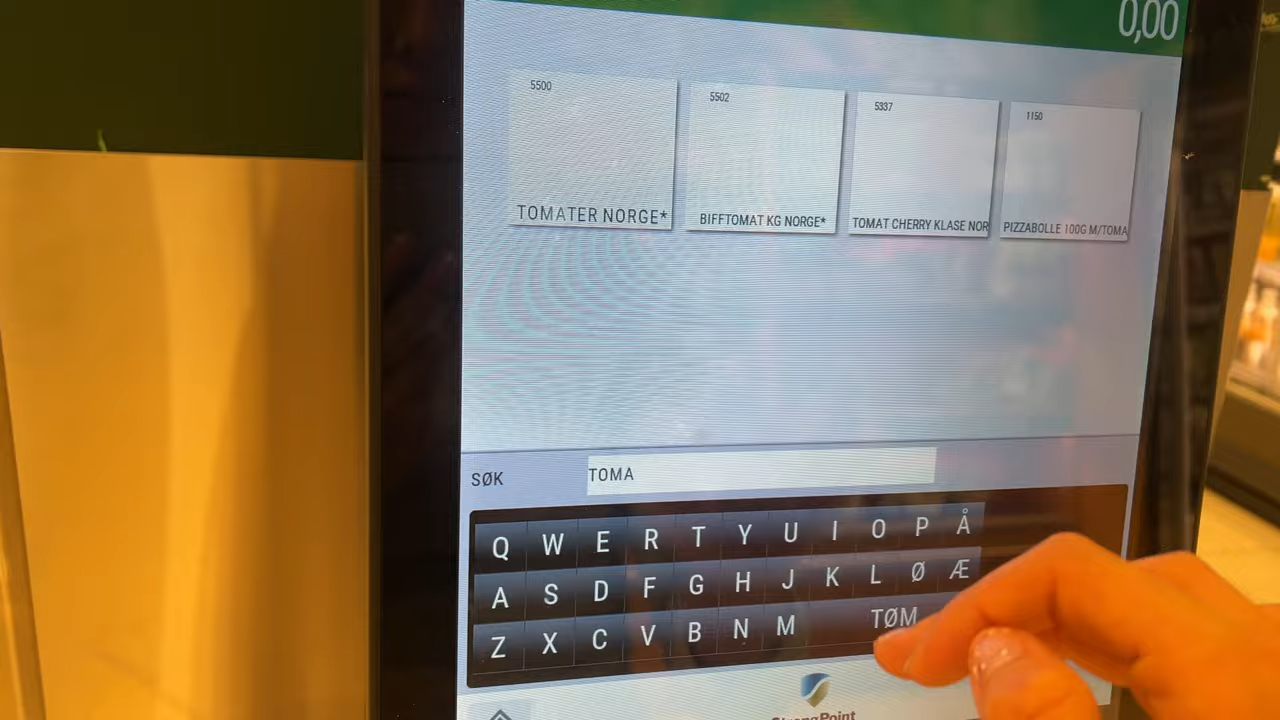 0,00
5500
TOMATER NORGE*
5502
BIFFTOMAT KG NORGE*
5337
TOMAT CHERRY KLASE NOR
1150
PIZZABOLLE 100G M/TOMA
SØK
TOMA
Q W E R T Y U I O P Å
A S D F G H J K L Ø Æ
Z X C V B N M TØM
StrongPoint